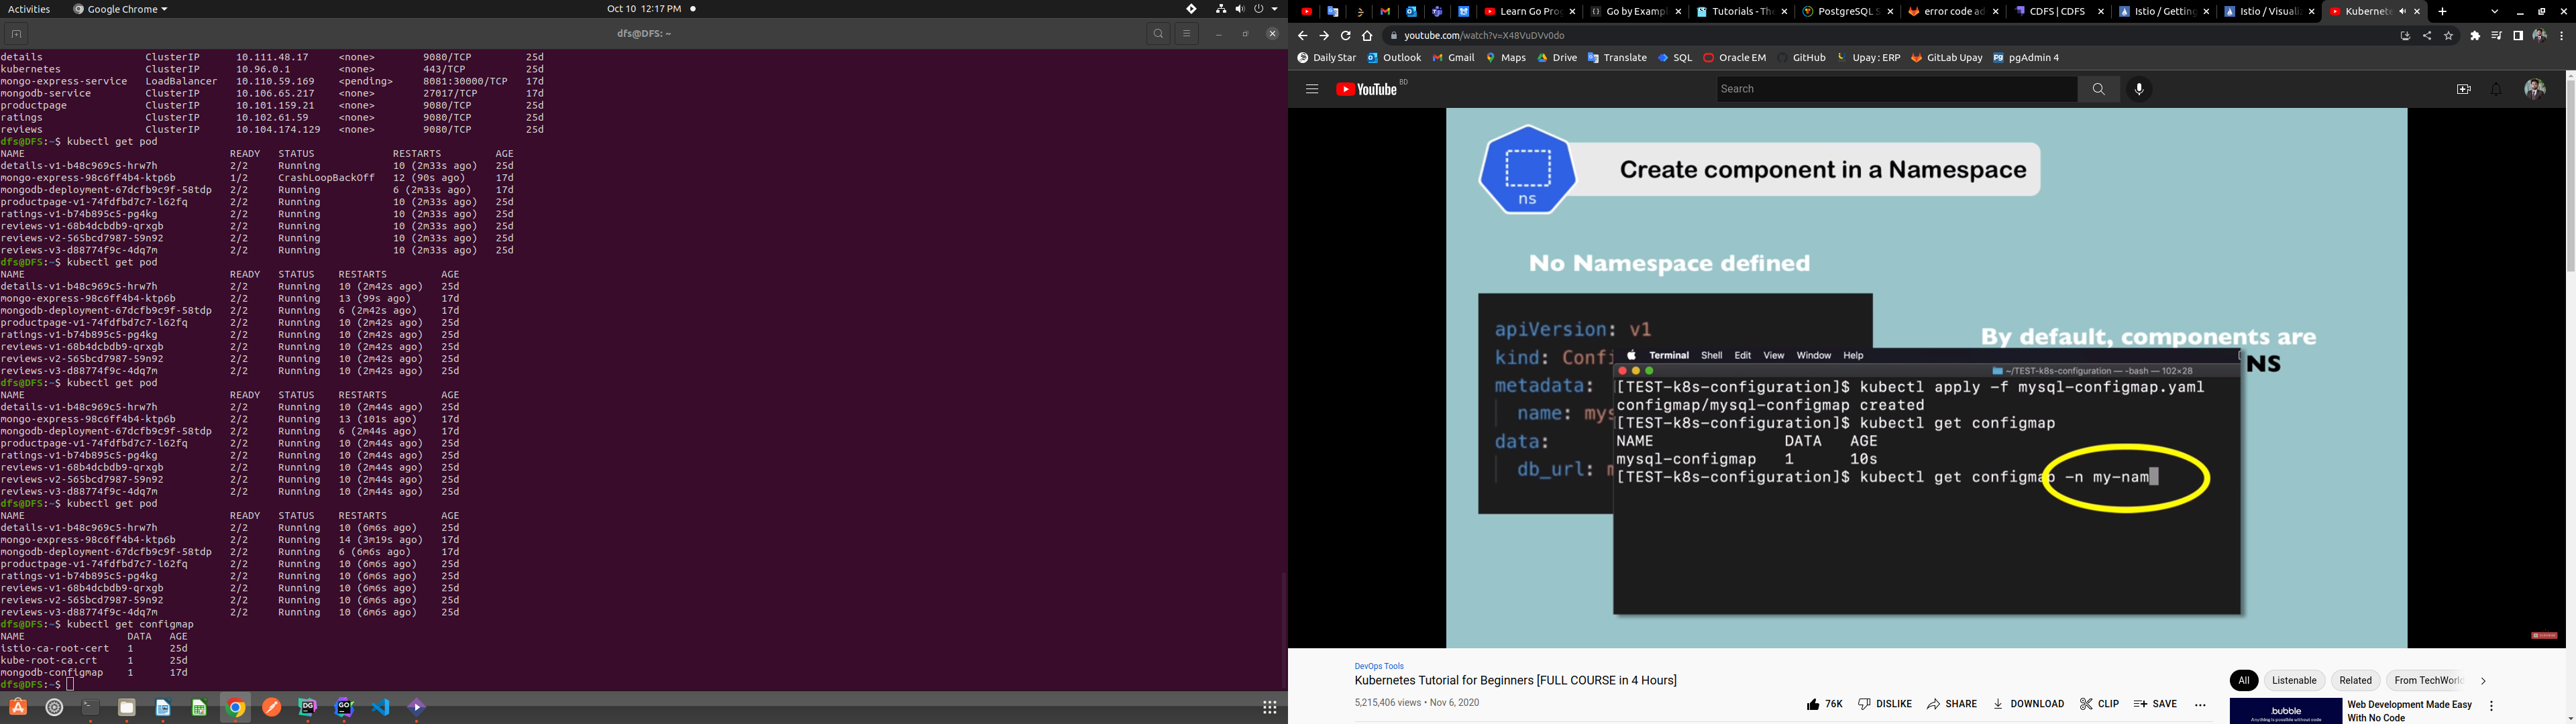 Activities Google Chrome Oct 10 12:17 PM
dfs@DFS: ~
details ClusterIP 10.111.48.17 <none> 9080/TCP 25d
kubernetes ClusterIP 10.96.0.1 <none> 443/TCP 25d
mongo-express-service LoadBalancer 10.110.59.169 <pending> 8081:30000/TCP 17d
mongodb-service ClusterIP 10.106.65.217 <none> 27017/TCP 17d
productpage ClusterIP 10.101.159.21 <none> 9080/TCP 25d
ratings ClusterIP 10.102.61.59 <none> 9080/TCP 25d
reviews ClusterIP 10.104.174.129 <none> 9080/TCP 25d
dfs@DFS:~$ kubectl get pod
NAME READY STATUS RESTARTS AGE
details-v1-b48c969c5-hrw7h 2/2 Running 10 (2m33s ago) 25d
mongo-express-98c6ff4b4-ktp6b 1/2 CrashLoopBackOff 12 (90s ago) 17d
mongodb-deployment-67dcfb9c9f-58tdp 2/2 Running 6 (2m33s ago) 17d
productpage-v1-74fdfbd7c7-l62fq 2/2 Running 10 (2m33s ago) 25d
ratings-v1-b74b895c5-pg4kg 2/2 Running 10 (2m33s ago) 25d
reviews-v1-68b4dcbdb9-qrxgb 2/2 Running 10 (2m33s ago) 25d
reviews-v2-565bcd7987-59n92 2/2 Running 10 (2m33s ago) 25d
reviews-v3-d88774f9c-4dq7m 2/2 Running 10 (2m33s ago) 25d
dfs@DFS:~$ kubectl get pod
NAME READY STATUS RESTARTS AGE
details-v1-b48c969c5-hrw7h 2/2 Running 10 (2m42s ago) 25d
mongo-express-98c6ff4b4-ktp6b 2/2 Running 13 (99s ago) 17d
mongodb-deployment-67dcfb9c9f-58tdp 2/2 Running 6 (2m42s ago) 17d
productpage-v1-74fdfbd7c7-l62fq 2/2 Running 10 (2m42s ago) 25d
ratings-v1-b74b895c5-pg4kg 2/2 Running 10 (2m42s ago) 25d
reviews-v1-68b4dcbdb9-qrxgb 2/2 Running 10 (2m42s ago) 25d
reviews-v2-565bcd7987-59n92 2/2 Running 10 (2m42s ago) 25d
reviews-v3-d88774f9c-4dq7m 2/2 Running 10 (2m42s ago) 25d
dfs@DFS:~$ kubectl get pod
NAME READY STATUS RESTARTS AGE
details-v1-b48c969c5-hrw7h 2/2 Running 10 (2m44s ago) 25d
mongo-express-98c6ff4b4-ktp6b 2/2 Running 13 (101s ago) 17d
mongodb-deployment-67dcfb9c9f-58tdp 2/2 Running 6 (2m44s ago) 17d
productpage-v1-74fdfbd7c7-l62fq 2/2 Running 10 (2m44s ago) 25d
ratings-v1-b74b895c5-pg4kg 2/2 Running 10 (2m44s ago) 25d
reviews-v1-68b4dcbdb9-qrxgb 2/2 Running 10 (2m44s ago) 25d
reviews-v2-565bcd7987-59n92 2/2 Running 10 (2m44s ago) 25d
reviews-v3-d88774f9c-4dq7m 2/2 Running 10 (2m44s ago) 25d
dfs@DFS:~$ kubectl get pod
NAME READY STATUS RESTARTS AGE
details-v1-b48c969c5-hrw7h 2/2 Running 10 (6m6s ago) 25d
mongo-express-98c6ff4b4-ktp6b 2/2 Running 14 (3m19s ago) 17d
mongodb-deployment-67dcfb9c9f-58tdp 2/2 Running 6 (6m6s ago) 17d
productpage-v1-74fdfbd7c7-l62fq 2/2 Running 10 (6m6s ago) 25d
ratings-v1-b74b895c5-pg4kg 2/2 Running 10 (6m6s ago) 25d
reviews-v1-68b4dcbdb9-qrxgb 2/2 Running 10 (6m6s ago) 25d
reviews-v2-565bcd7987-59n92 2/2 Running 10 (6m6s ago) 25d
reviews-v3-d88774f9c-4dq7m 2/2 Running 10 (6m6s ago) 25d
dfs@DFS:~$ kubectl get configmap
NAME DATA AGE
istio-ca-root-cert 1 25d
kube-root-ca.crt 1 25d
mongodb-configmap 1 17d
dfs@DFS:~$
Learn Go Prog Go by Exampl Tutorials - The PostgreSQL S error code ad CDFS | CDFS Istio / Getting Istio / Visuali Kubernete
youtube.com/watch?v=X48VuDVv0do
Daily Star Outlook Gmail Maps Drive Translate SQL Oracle EM GitHub Upay : ERP GitLab Upay pgAdmin 4
YouTube BD
Search
Create component in a Namespace
ns
No Namespace defined
By default, components are
NS
apiVersion: v1
kind: Confi
metadata:
name: mys
data:
db_url: m
Terminal Shell Edit View Window Help
~/TEST-k8s-configuration — -bash — 102×28
[TEST-k8s-configuration]$ kubectl apply -f mysql-configmap.yaml
configmap/mysql-configmap created
[TEST-k8s-configuration]$ kubectl get configmap
NAME DATA AGE
mysql-configmap 1 10s
[TEST-k8s-configuration]$ kubectl get configmap -n my-nam
DevOps Tools
Kubernetes Tutorial for Beginners [FULL COURSE in 4 Hours]
5,215,406 views • Nov 6, 2020
76K DISLIKE SHARE DOWNLOAD CLIP SAVE
All Listenable Related From TechWorld
.bubble
Anything is possible without code!
Web Development Made Easy
With No Code